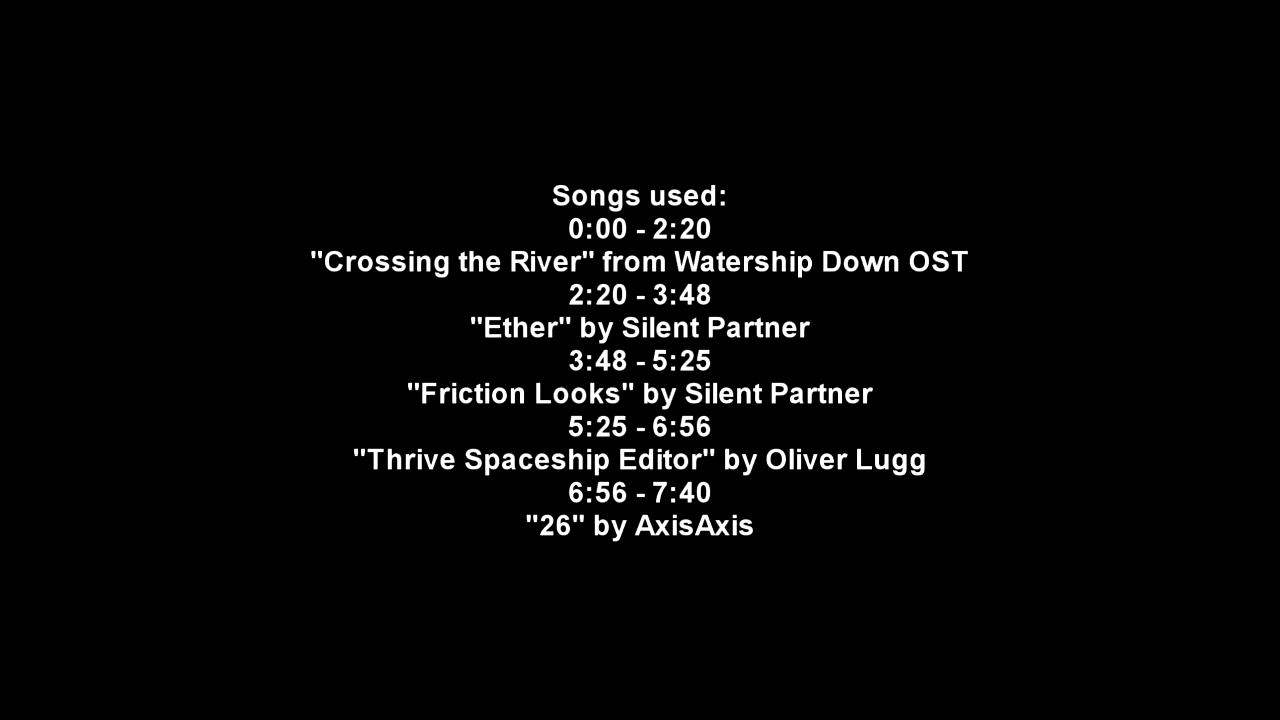 Songs used:
0:00 - 2:20
"Crossing the River" from Watership Down OST
2:20 - 3:48
"Ether" by Silent Partner
3:48 - 5:25
"Friction Looks" by Silent Partner
5:25 - 6:56
"Thrive Spaceship Editor" by Oliver Lugg
6:56 - 7:40
"26" by AxisAxis